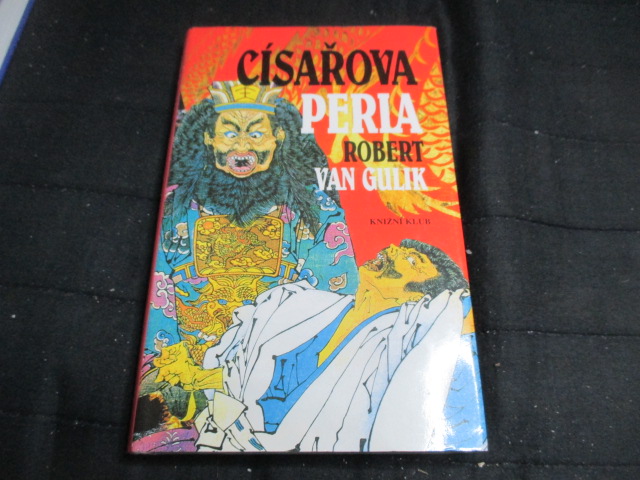 CÍSAŘOVA
PERLA
ROBERT
VAN GULIK
KNIŽNÍ KLUB